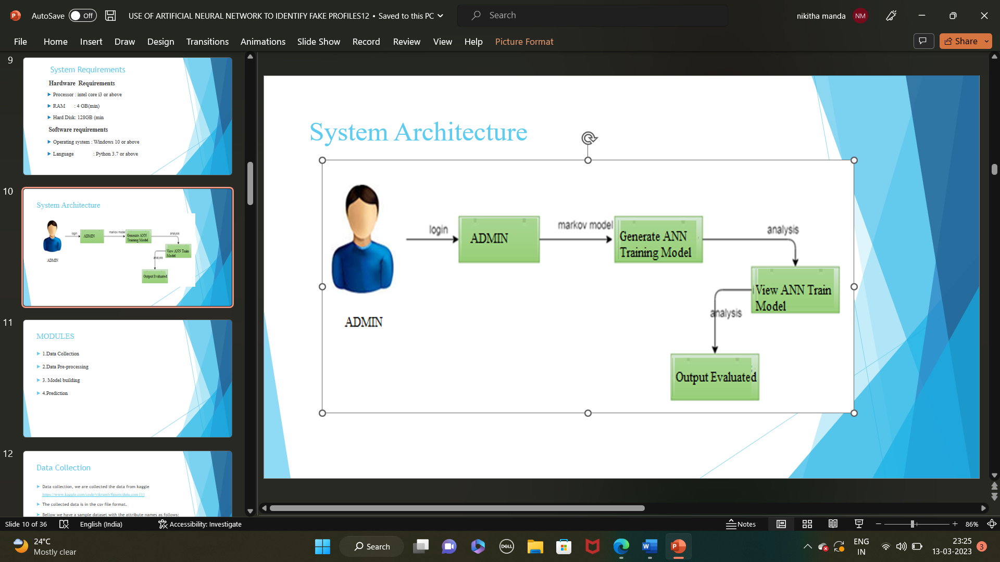 AutoSave Off USE OF ARTIFICIAL NEURAL NETWORK TO IDENTIFY FAKE PROFILES12 • Saved to this PC Search nikitha manda NM
File Home Insert Draw Design Transitions Animations Slide Show Record Review View Help Picture Format Share
9
System Requirements
Hardware Requirements
Processor : intel core i3 or above
RAM : 4 GB(min)
Hard Disk: 128GB (min
Software requirements
Operating system : Windows 10 or above
Language : Python 3.7 or above
10
System Architecture
login
ADMIN
markov model
Generate ANN
Training Model
analysis
View ANN Train
Model
analysis
Output Evaluated
ADMIN
11
MODULES
1.Data Collection
2.Data Pre-processing
3. Model building
4.Prediction
12
Data Collection
Data collection, we are collected the data from kaggle
The collected data is in the csv file format.
Bellow we have a sample dataset with the attribute names as follows:
System Architecture
login
ADMIN
markov model
Generate ANN
Training Model
analysis
View ANN Train
Model
analysis
Output Evaluated
ADMIN
Slide 10 of 36 English (India) Accessibility: Investigate Notes 86%
24°C
Mostly clear
Search
DELL
ENG
IN
23:25
13-03-2023
3